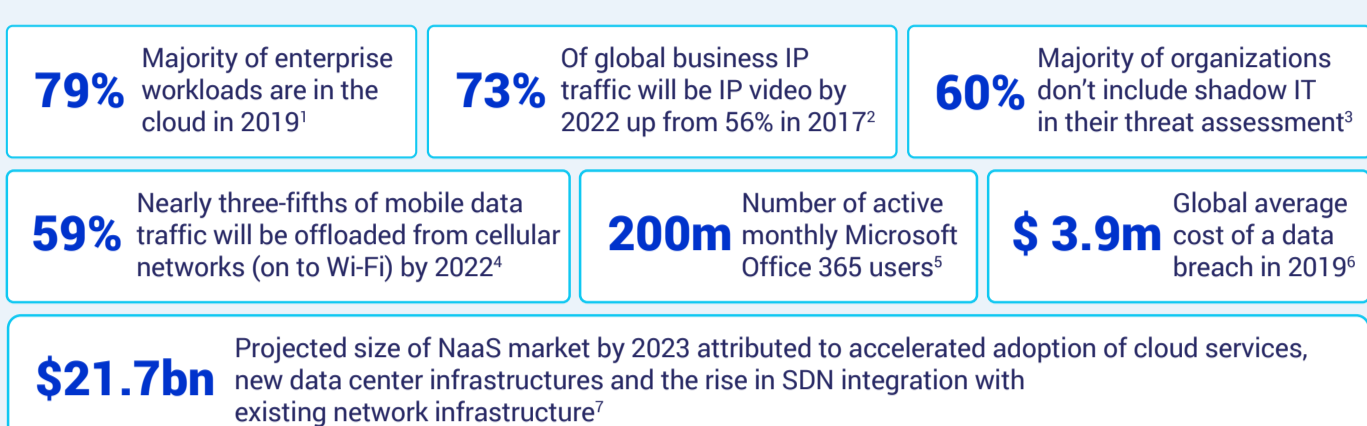 79%
Majority of enterprise
workloads are in the
cloud in 2019¹
73%
Of global business IP
traffic will be IP video by
2022 up from 56% in 2017²
60%
Majority of organizations
don’t include shadow IT
in their threat assessment³
59%
Nearly three-fifths of mobile data
traffic will be offloaded from cellular
networks (on to Wi-Fi) by 2022⁴
200m
Number of active
monthly Microsoft
Office 365 users⁵
$ 3.9m
Global average
cost of a data
breach in 2019⁶
$21.7bn
Projected size of NaaS market by 2023 attributed to accelerated adoption of cloud services,
new data center infrastructures and the rise in SDN integration with
existing network infrastructure⁷